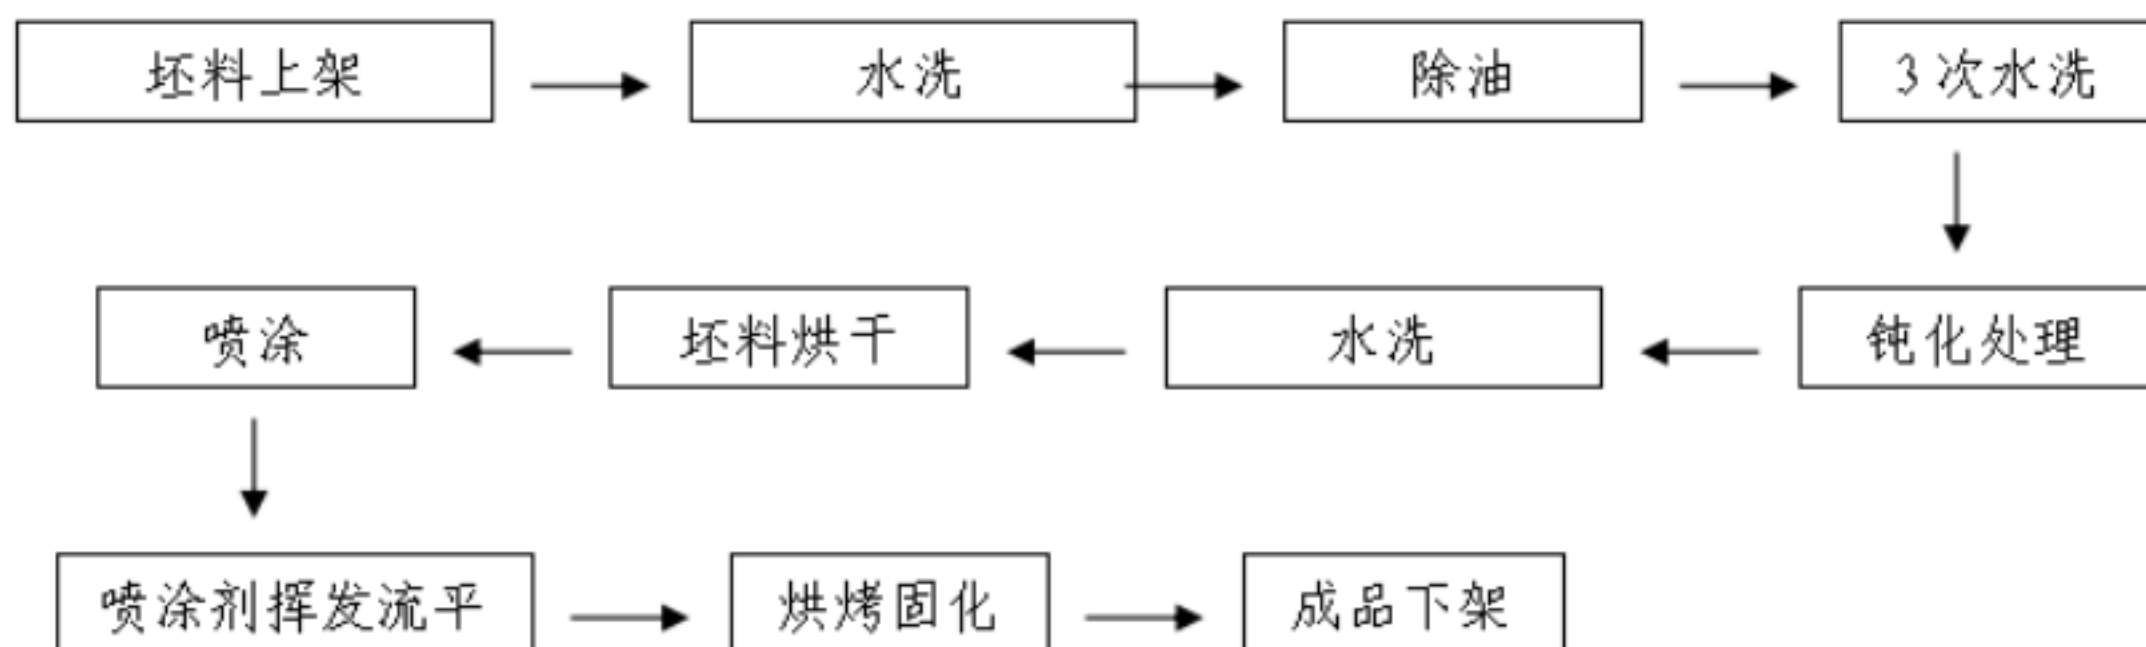 坯料上架 水洗 除油 3次水洗
喷涂 坯料烘干 水洗 钝化处理
喷涂剂挥发流平 烘烤固化 成品下架